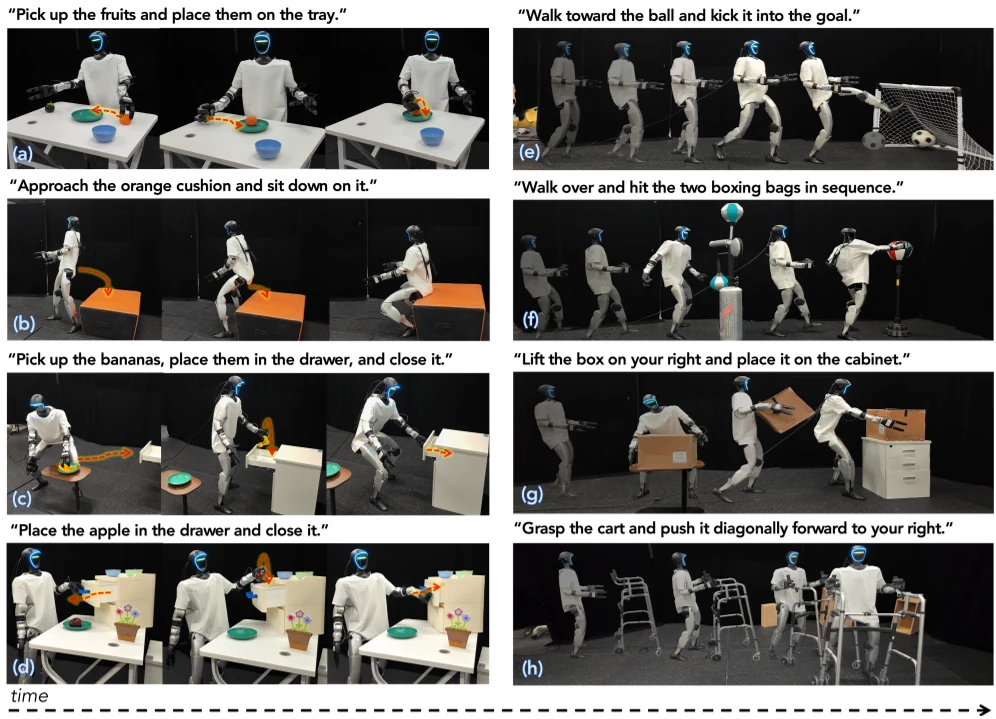 “Pick up the fruits and place them on the tray.”
(a)
“Approach the orange cushion and sit down on it.”
(b)
“Pick up the bananas, place them in the drawer, and close it.”
(c)
“Place the apple in the drawer and close it.”
(d)
“Walk toward the ball and kick it into the goal.”
(e)
“Walk over and hit the two boxing bags in sequence.”
(f)
“Lift the box on your right and place it on the cabinet.”
(g)
“Grasp the cart and push it diagonally forward to your right.”
(h)
time